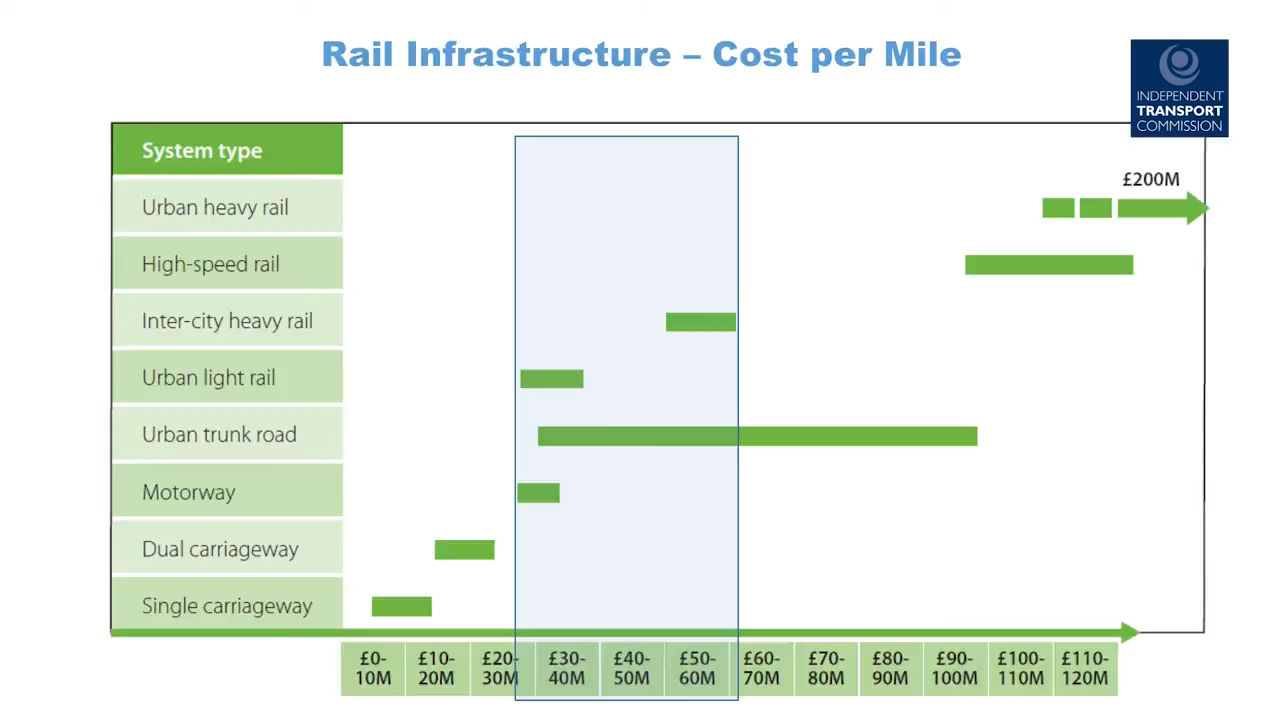 Rail Infrastructure – Cost per Mile
INDEPENDENT
TRANSPORT
COMMISSION
System type
£200M
Urban heavy rail
High-speed rail
Inter-city heavy rail
Urban light rail
Urban trunk road
Motorway
Dual carriageway
Single carriageway
£0- £10- £20- £30- £40- £50- £60- £70- £80- £90- £100- £110-
10M 20M 30M 40M 50M 60M 70M 80M 90M 100M 110M 120M